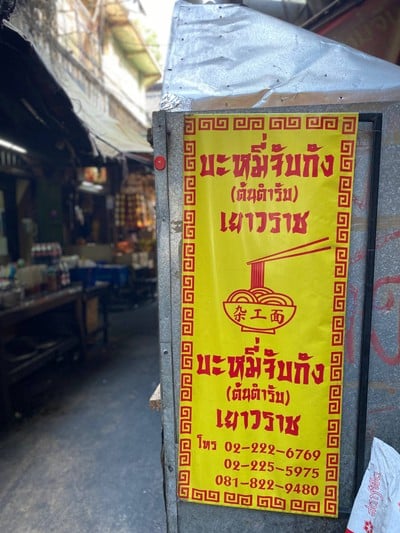 บะหมี่จับกัง
(ต้นตำรับ)
เยาวราช
杂工面
บะหมี่จับกัง
(ต้นตำรับ)
เยาวราช
โทร 02-222-6769
02-225-5975
081-822-9480